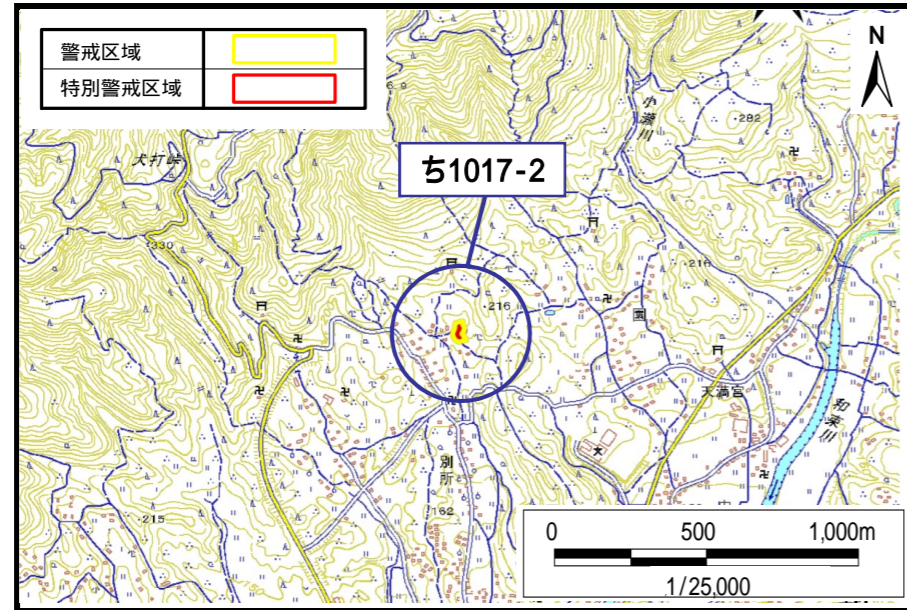 警戒区域
特別警戒区域
N
小瀬川
・282
犬打峠
ち1017-2
・330
・216
・216
天満宮
和束川
別所
162
・215
0 500 1,000m
1/25,000